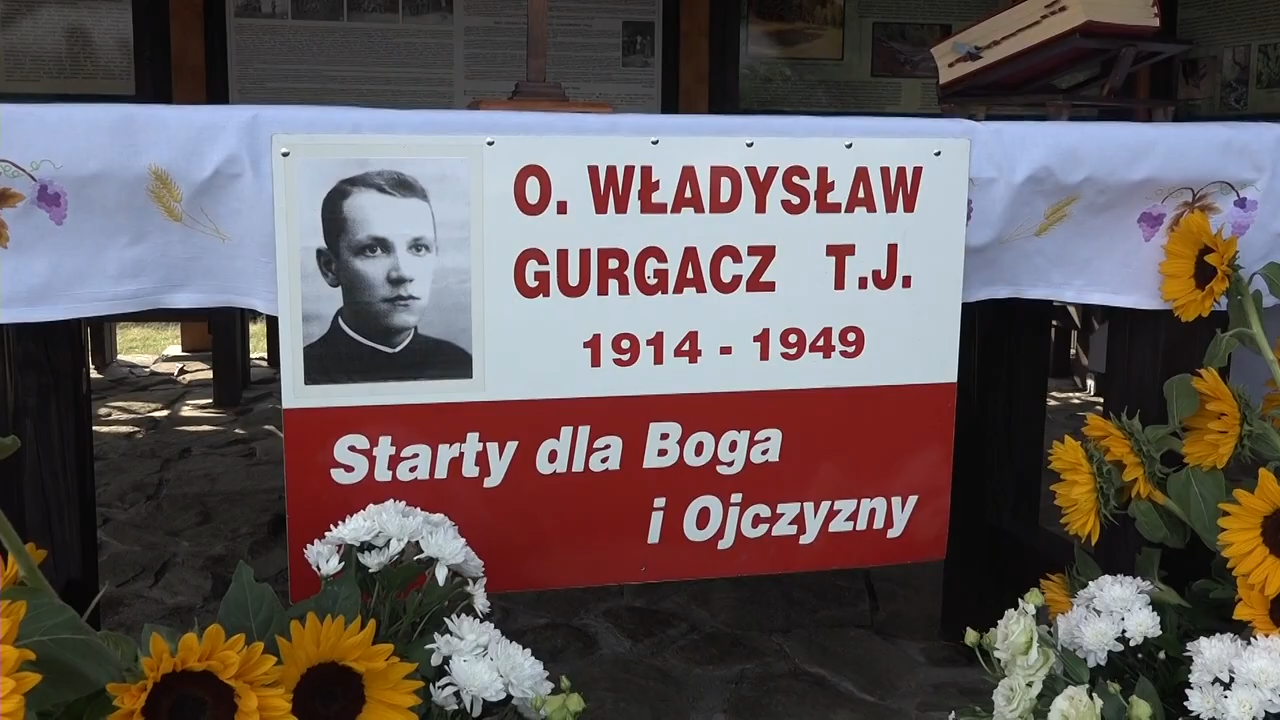 O. WŁADYSŁAW
GURGACZ T.J.
1914 - 1949
Starty dla Boga
i Ojczyzny